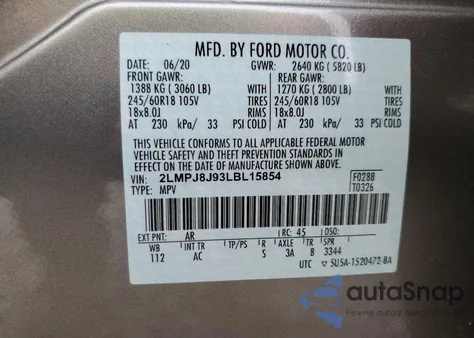 MFD. BY FORD MOTOR CO.
DATE: 06/20 GVWR: 2640 KG ( 5820 LB)
FRONT GAWR: REAR GAWR:
1388 KG ( 3060 LB) 1270 KG ( 2800 LB)
245/60R18 105V TIRES 245/60R18 105V TIRES
18x8.0J RIMS 18x8.0J RIMS
AT 230 kPa/ 33 PSI COLD AT 230 kPa/ 33 PSI COLD
THIS VEHICLE CONFORMS TO ALL APPLICABLE FEDERAL MOTOR
VEHICLE SAFETY AND THEFT PREVENTION STANDARDS IN
EFFECT ON THE DATE OF MANUFACTURE SHOWN ABOVE.
VIN: 2LMPJ8J93LBL15854 F0288
TYPE: MPV T0326
EXT PNT: AR RC: 45 DSO:
WB INT TR TP/PS R AXLE TR SPR
112 AC S 3A 8 3344
UTC SU5A-1520472-BA
autoSnap